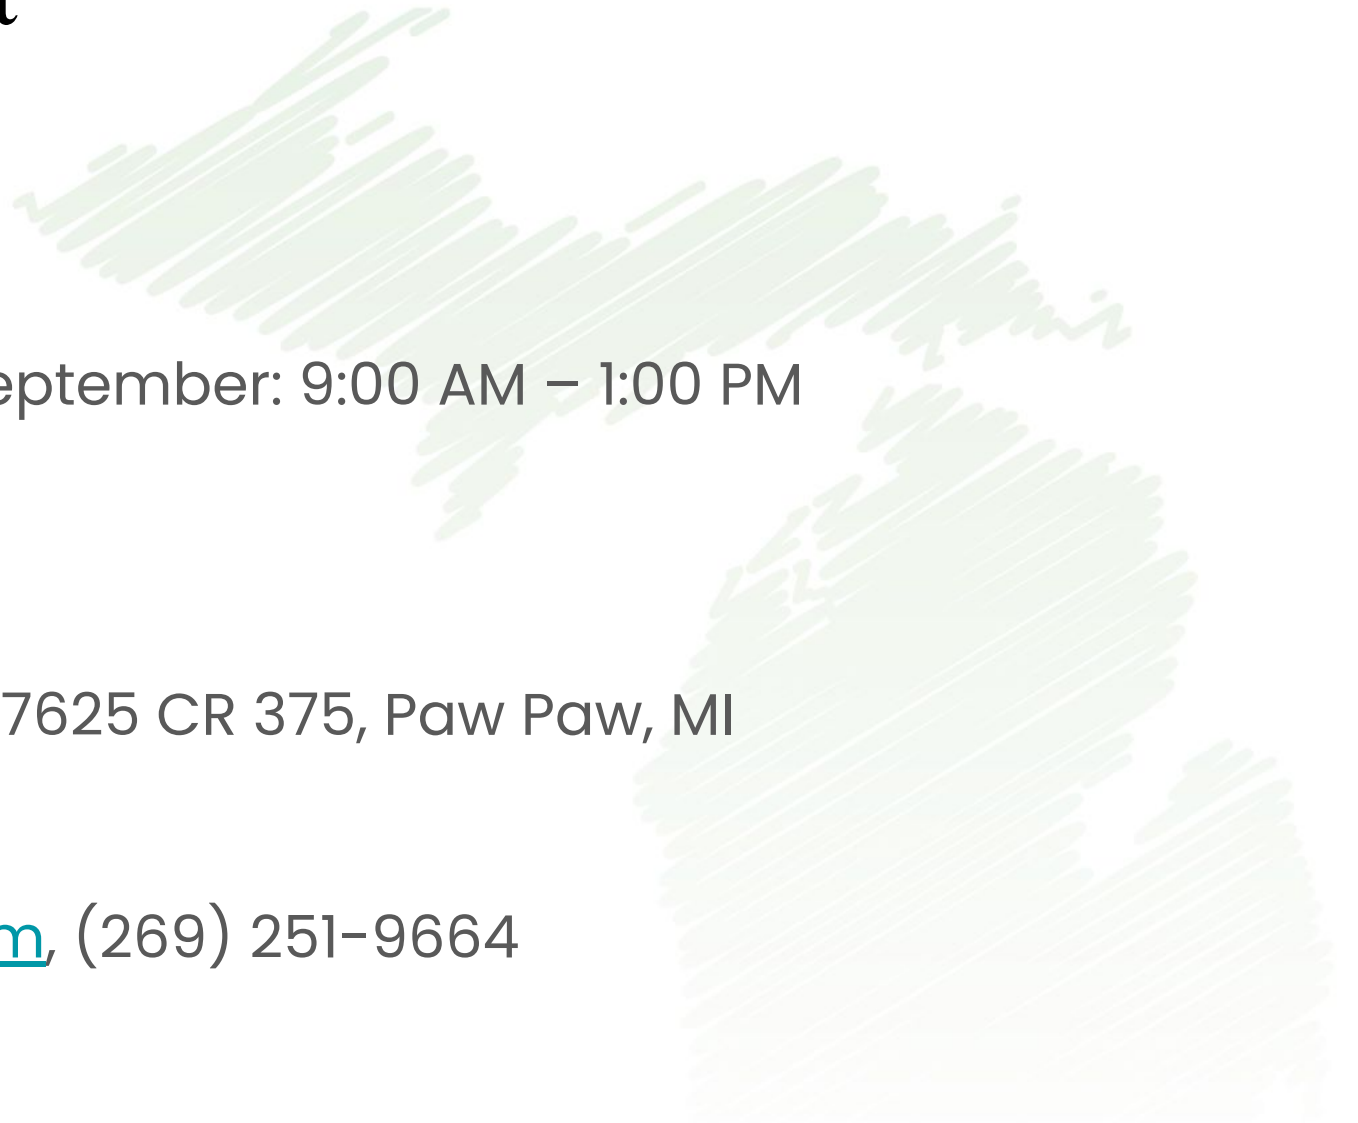 eptember: 9:00 AM – 1:00 PM
7625 CR 375, Paw Paw, MI
m, (269) 251-9664